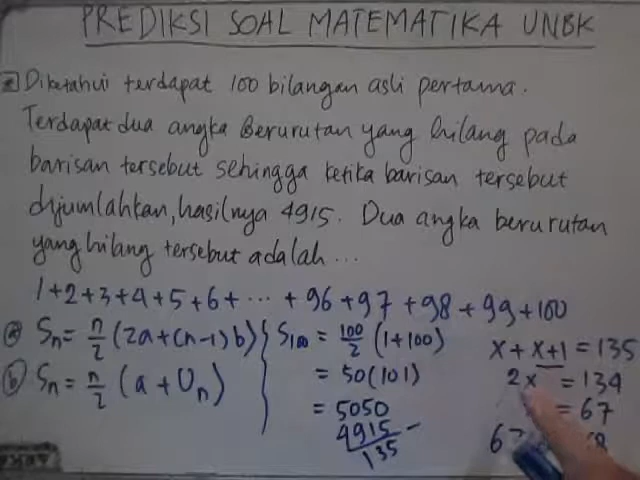 PREDIKSI SOAL MATEMATIKA UNBK
Diketahui terdapat 100 bilangan asli pertama.
Terdapat dua angka Berurutan yang hilang pada
barisan tersebut sehingga ketika barisan tersebut
dijumlahkan, hasilnya 4915. Dua angka berurutan
yang hilang tersebut adalah ...
1+2+3+4+5+6+ ... +96+97+98+99+100
a Sn = n/2 (2a+(n-1)b)
b Sn = n/2 (a+Un)
S100 = 100/2 (1+100)
= 50(101)
= 5050
4915 -
135
x + x+1 = 135
2x = 134
= 67